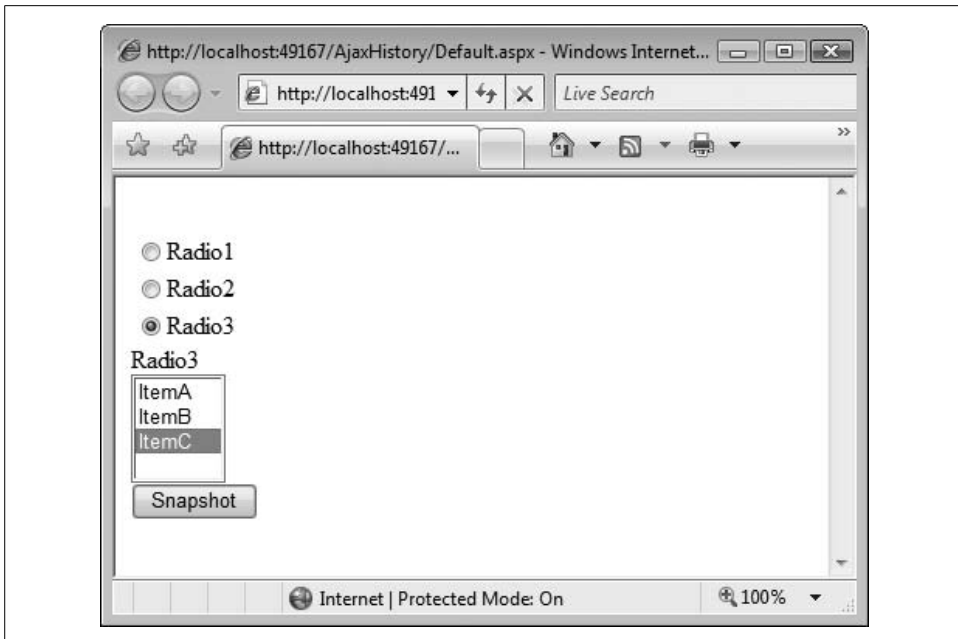 http://localhost:49167/AjaxHistory/Default.aspx - Windows Internet...
http://localhost:491
Live Search
http://localhost:49167/...
Radio1
Radio2
Radio3
Radio3
ItemA
ItemB
ItemC
Snapshot
Internet | Protected Mode: On
100%